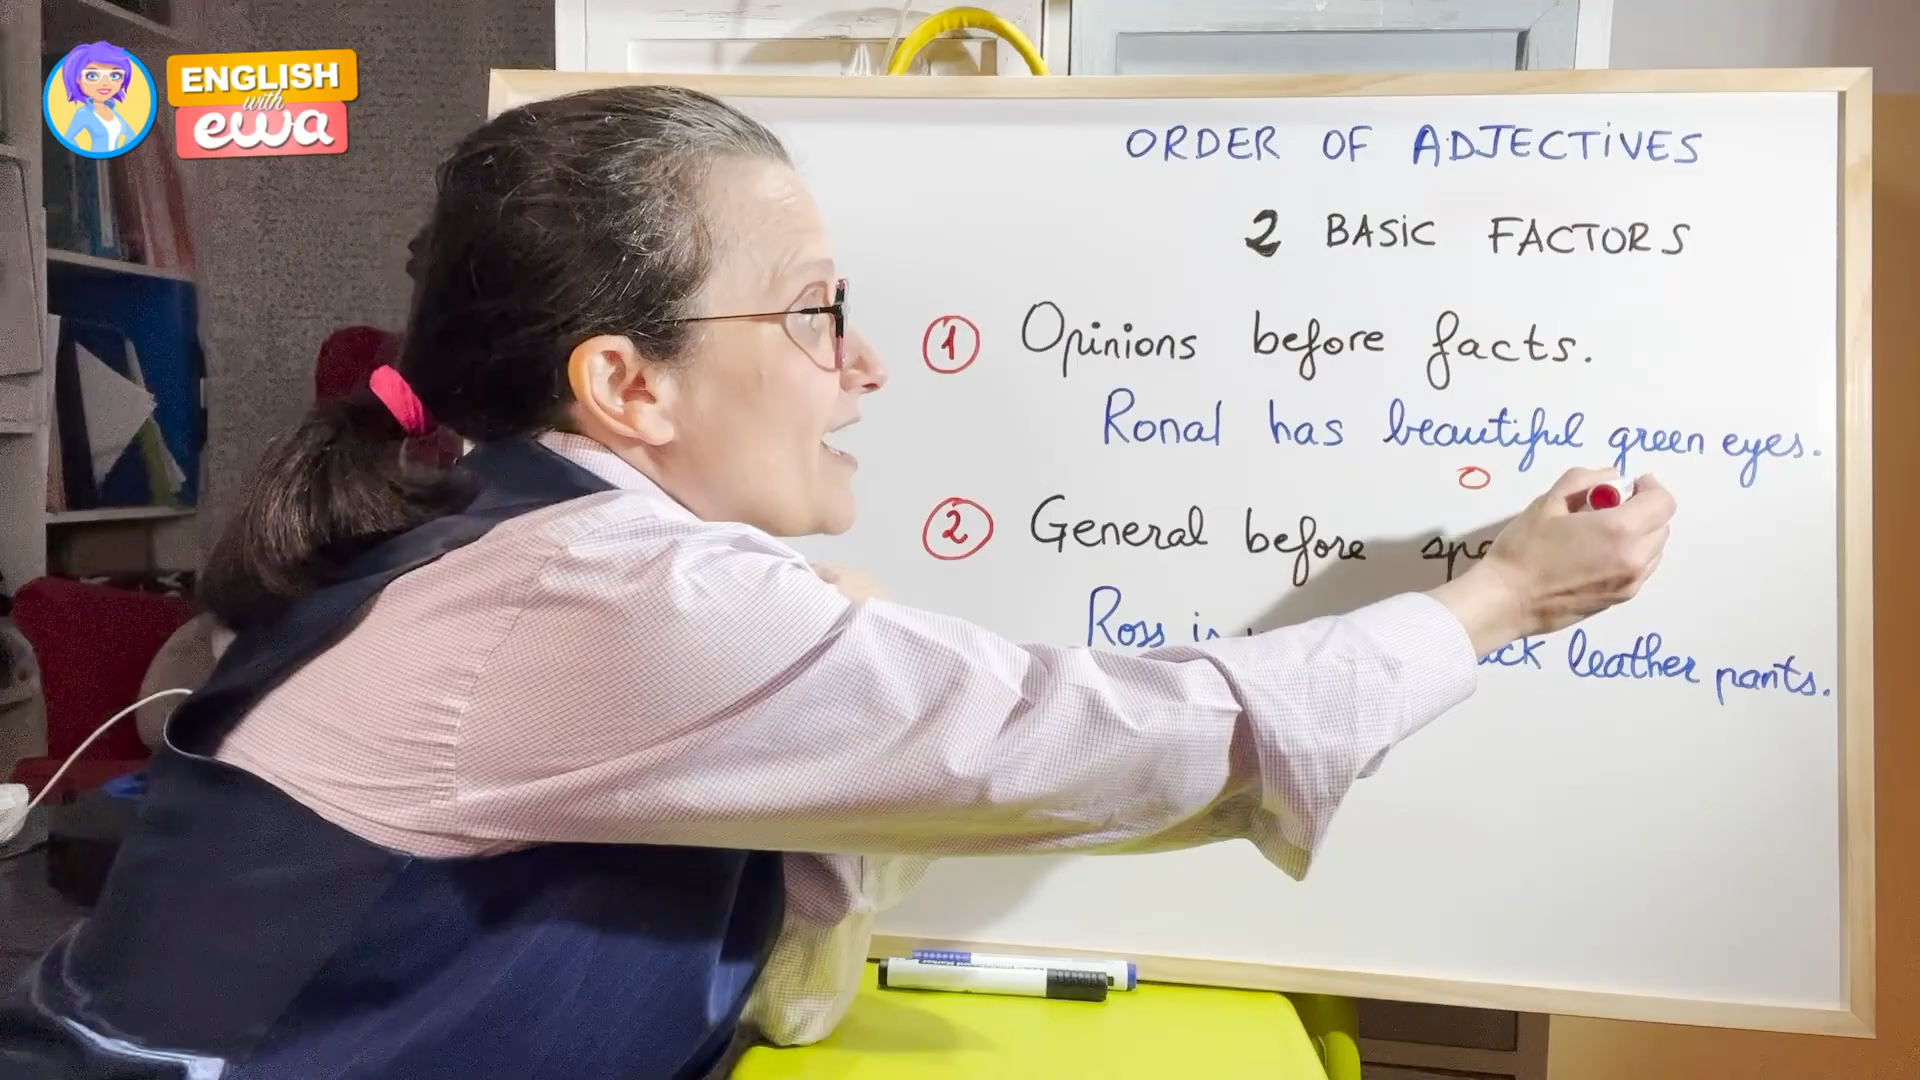 ENGLISH
with
ewa
ORDER OF ADJECTIVES
2 BASIC FACTORS
1 Opinions before facts.
Ronal has beautiful green eyes.
O
2 General before
Ross leather pants.